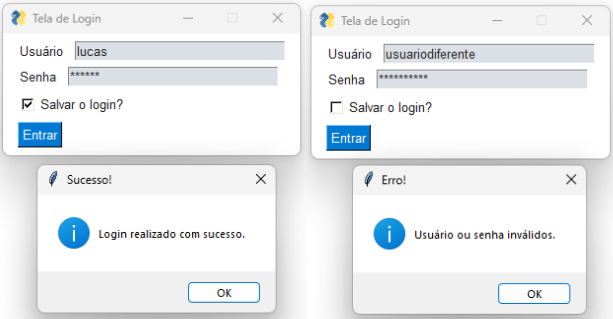 Tela de Login
Usuário lucas
Senha ******
Salvar o login?
Entrar
Sucesso!
Login realizado com sucesso.
OK
Tela de Login
Usuário usuariodiferente
Senha **********
Salvar o login?
Entrar
Erro!
Usuário ou senha inválidos.
OK